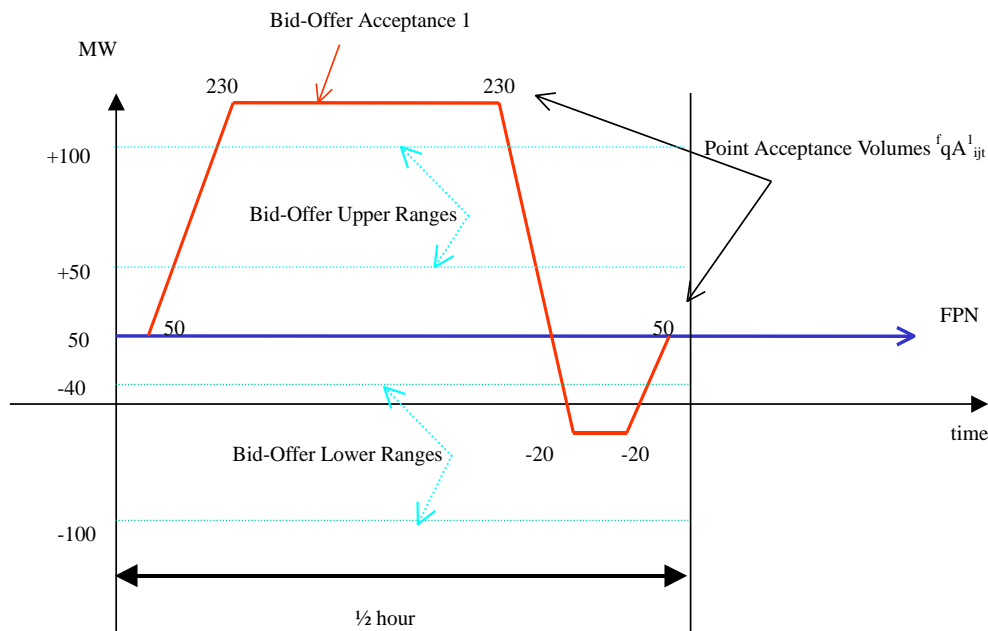 Bid-Offer Acceptance 1
MW
230
230
+100
Point Acceptance Volumes ᶠqA¹ᵢⱼₜ
Bid-Offer Upper Ranges
+50
FPN
50
50
50
-40
time
Bid-Offer Lower Ranges
-20
-20
-100
½ hour